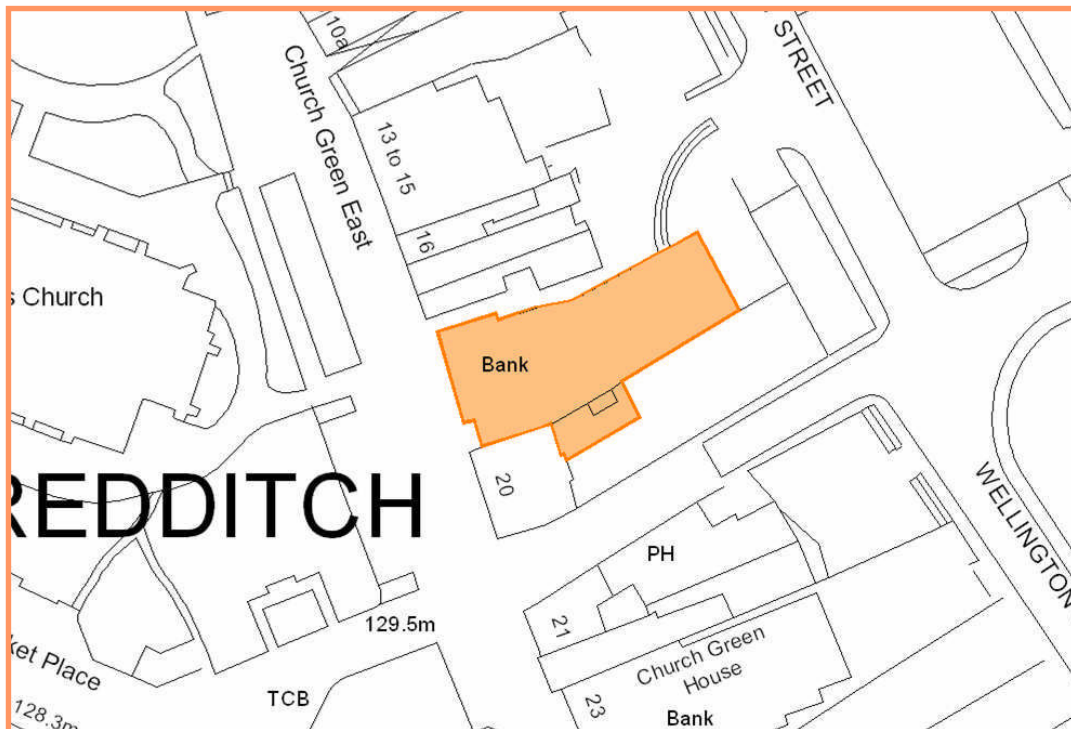 10a
STREET
Church Green East
13 to 15
16
s Church
Bank
20
REDDITCH
WELLINGTON
PH
21
129.5m
Church Green
House
ket Place
TCB
23
Bank
128.3m